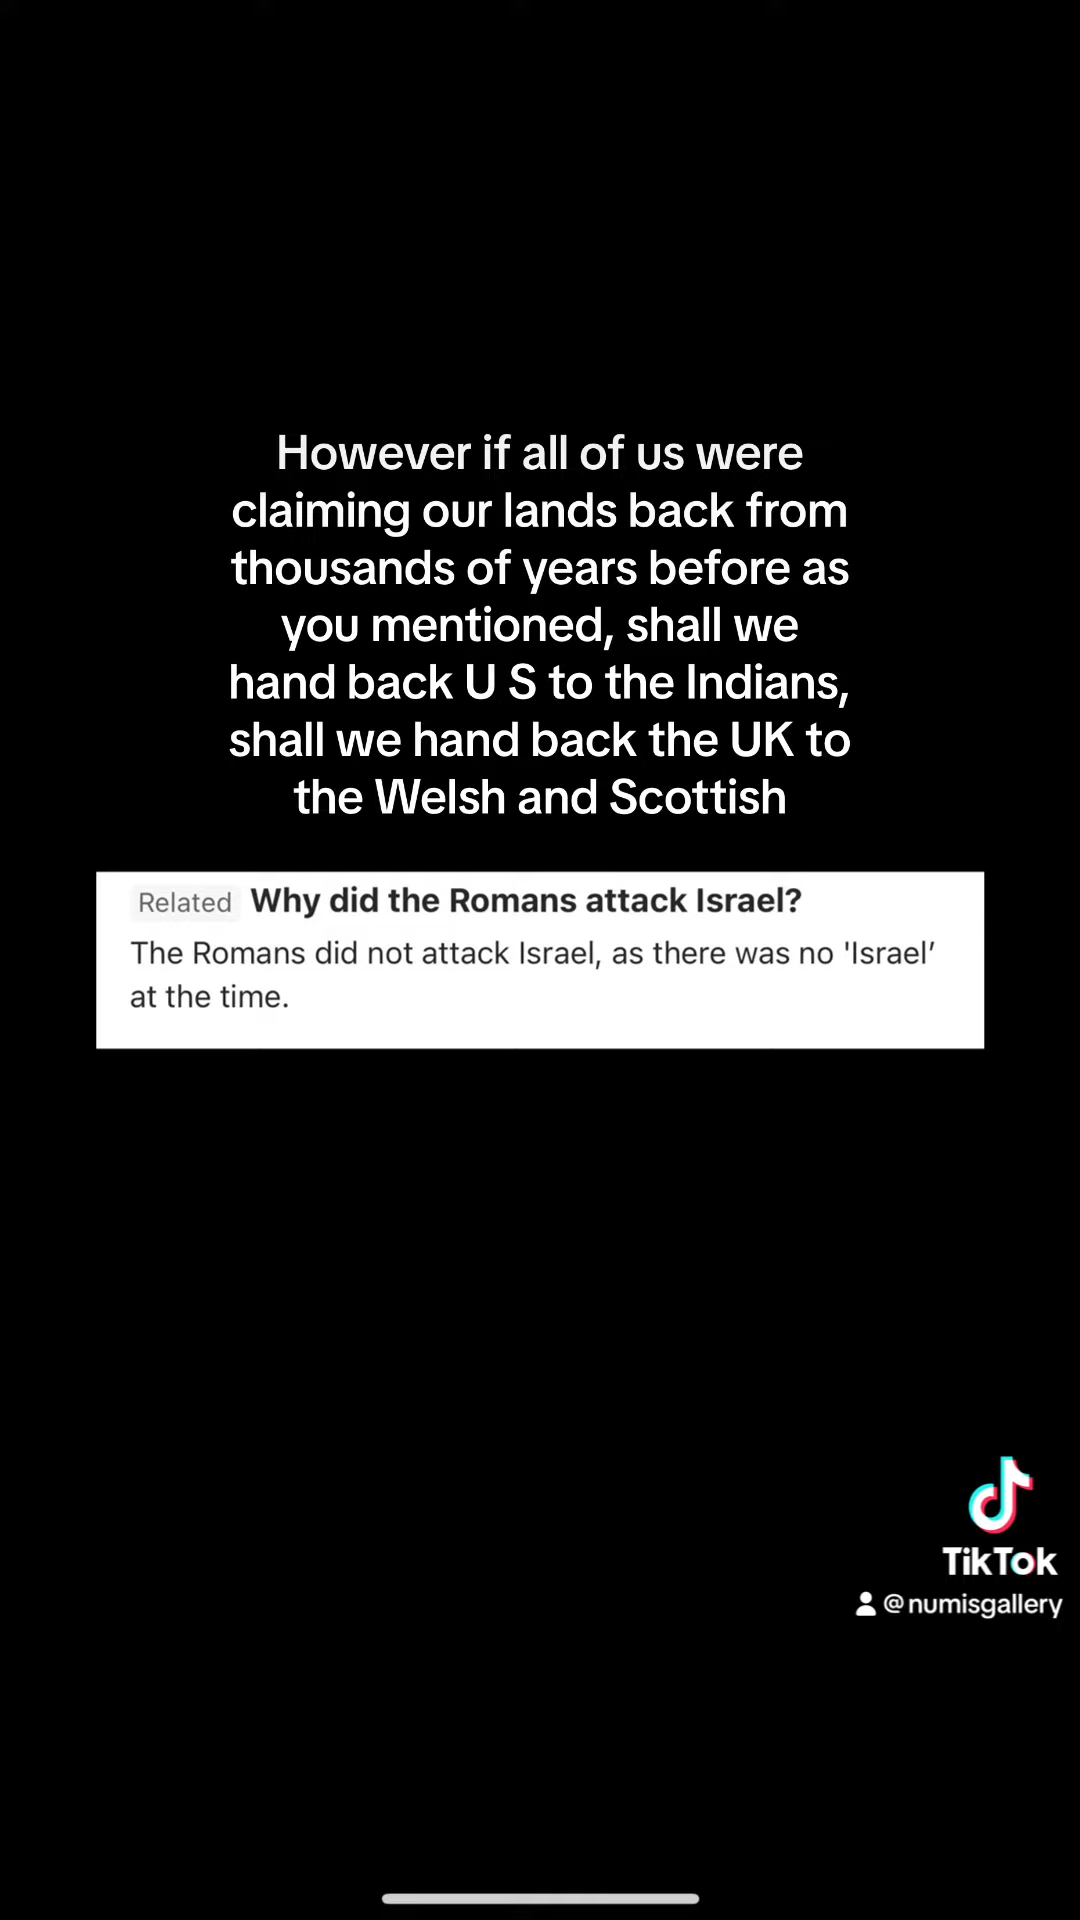 However if all of us were
claiming our lands back from
thousands of years before as
you mentioned, shall we
hand back U S to the Indians,
shall we hand back the UK to
the Welsh and Scottish
Related Why did the Romans attack Israel?
The Romans did not attack Israel, as there was no 'Israel’
at the time.
TikTok
@numisgallery